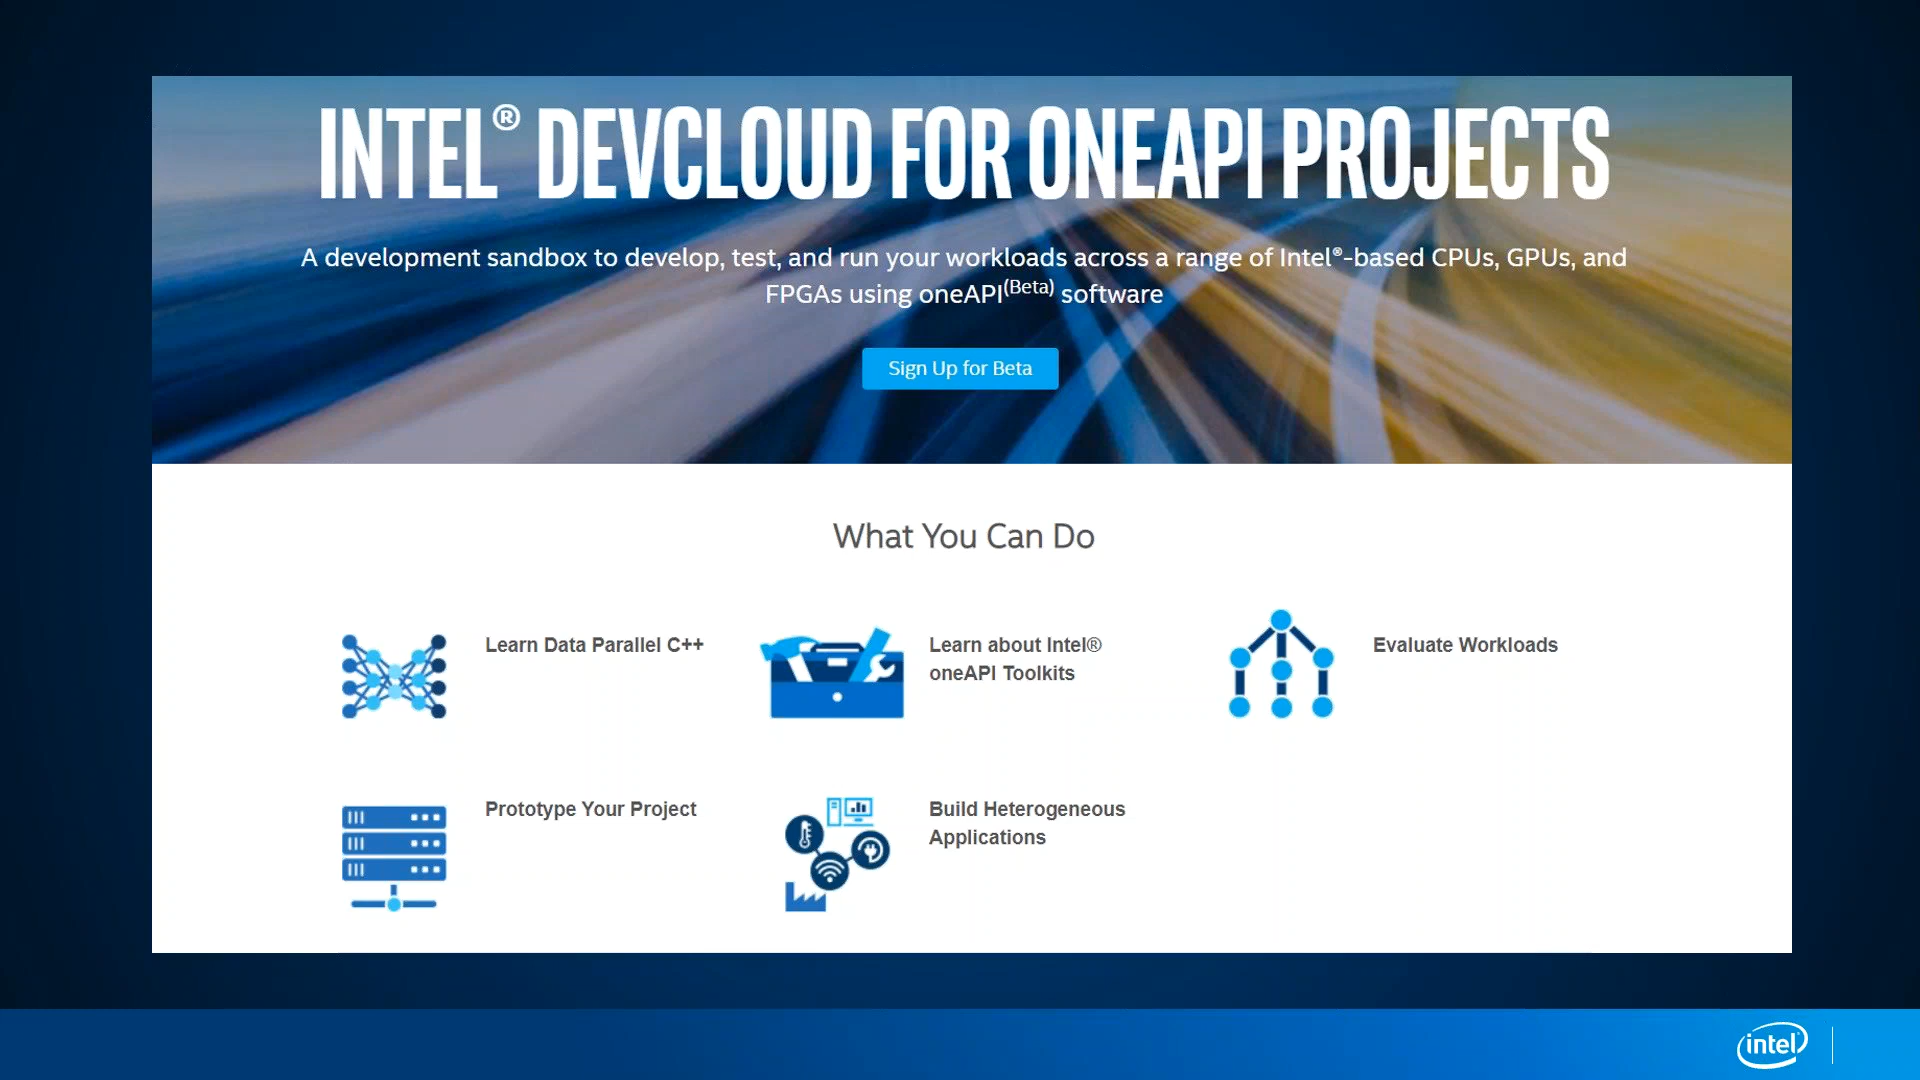 INTEL® DEVCLOUD FOR ONEAPI PROJECTS
A development sandbox to develop, test, and run your workloads across a range of Intel®-based CPUs, GPUs, and
FPGAs using oneAPI(Beta) software
Sign Up for Beta
What You Can Do
Learn Data Parallel C++
Learn about Intel®
oneAPI Toolkits
Evaluate Workloads
Prototype Your Project
Build Heterogeneous
Applications
intel